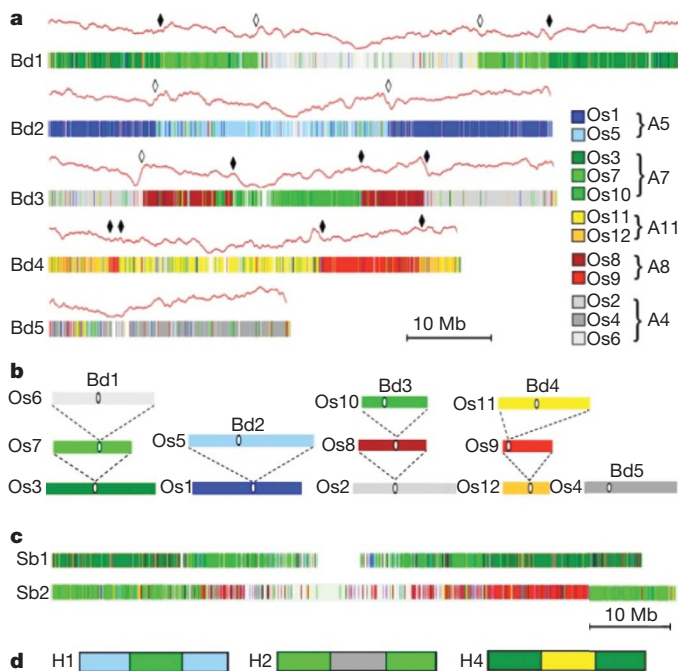 a
Bd1
Bd2
Bd3
Bd4
Bd5
Os1
Os5
A5
Os3
Os7
Os10
A7
Os11
Os12
A11
Os8
Os9
A8
Os2
Os4
Os6
A4
10 Mb
b
Os6 Bd1
Os7
Os3
Os5 Bd2
Os1
Os10 Bd3
Os8
Os2
Os11 Bd4
Os9
Os12
Os4 Bd5
c
Sb1
Sb2
10 Mb
d H1 H2 H4